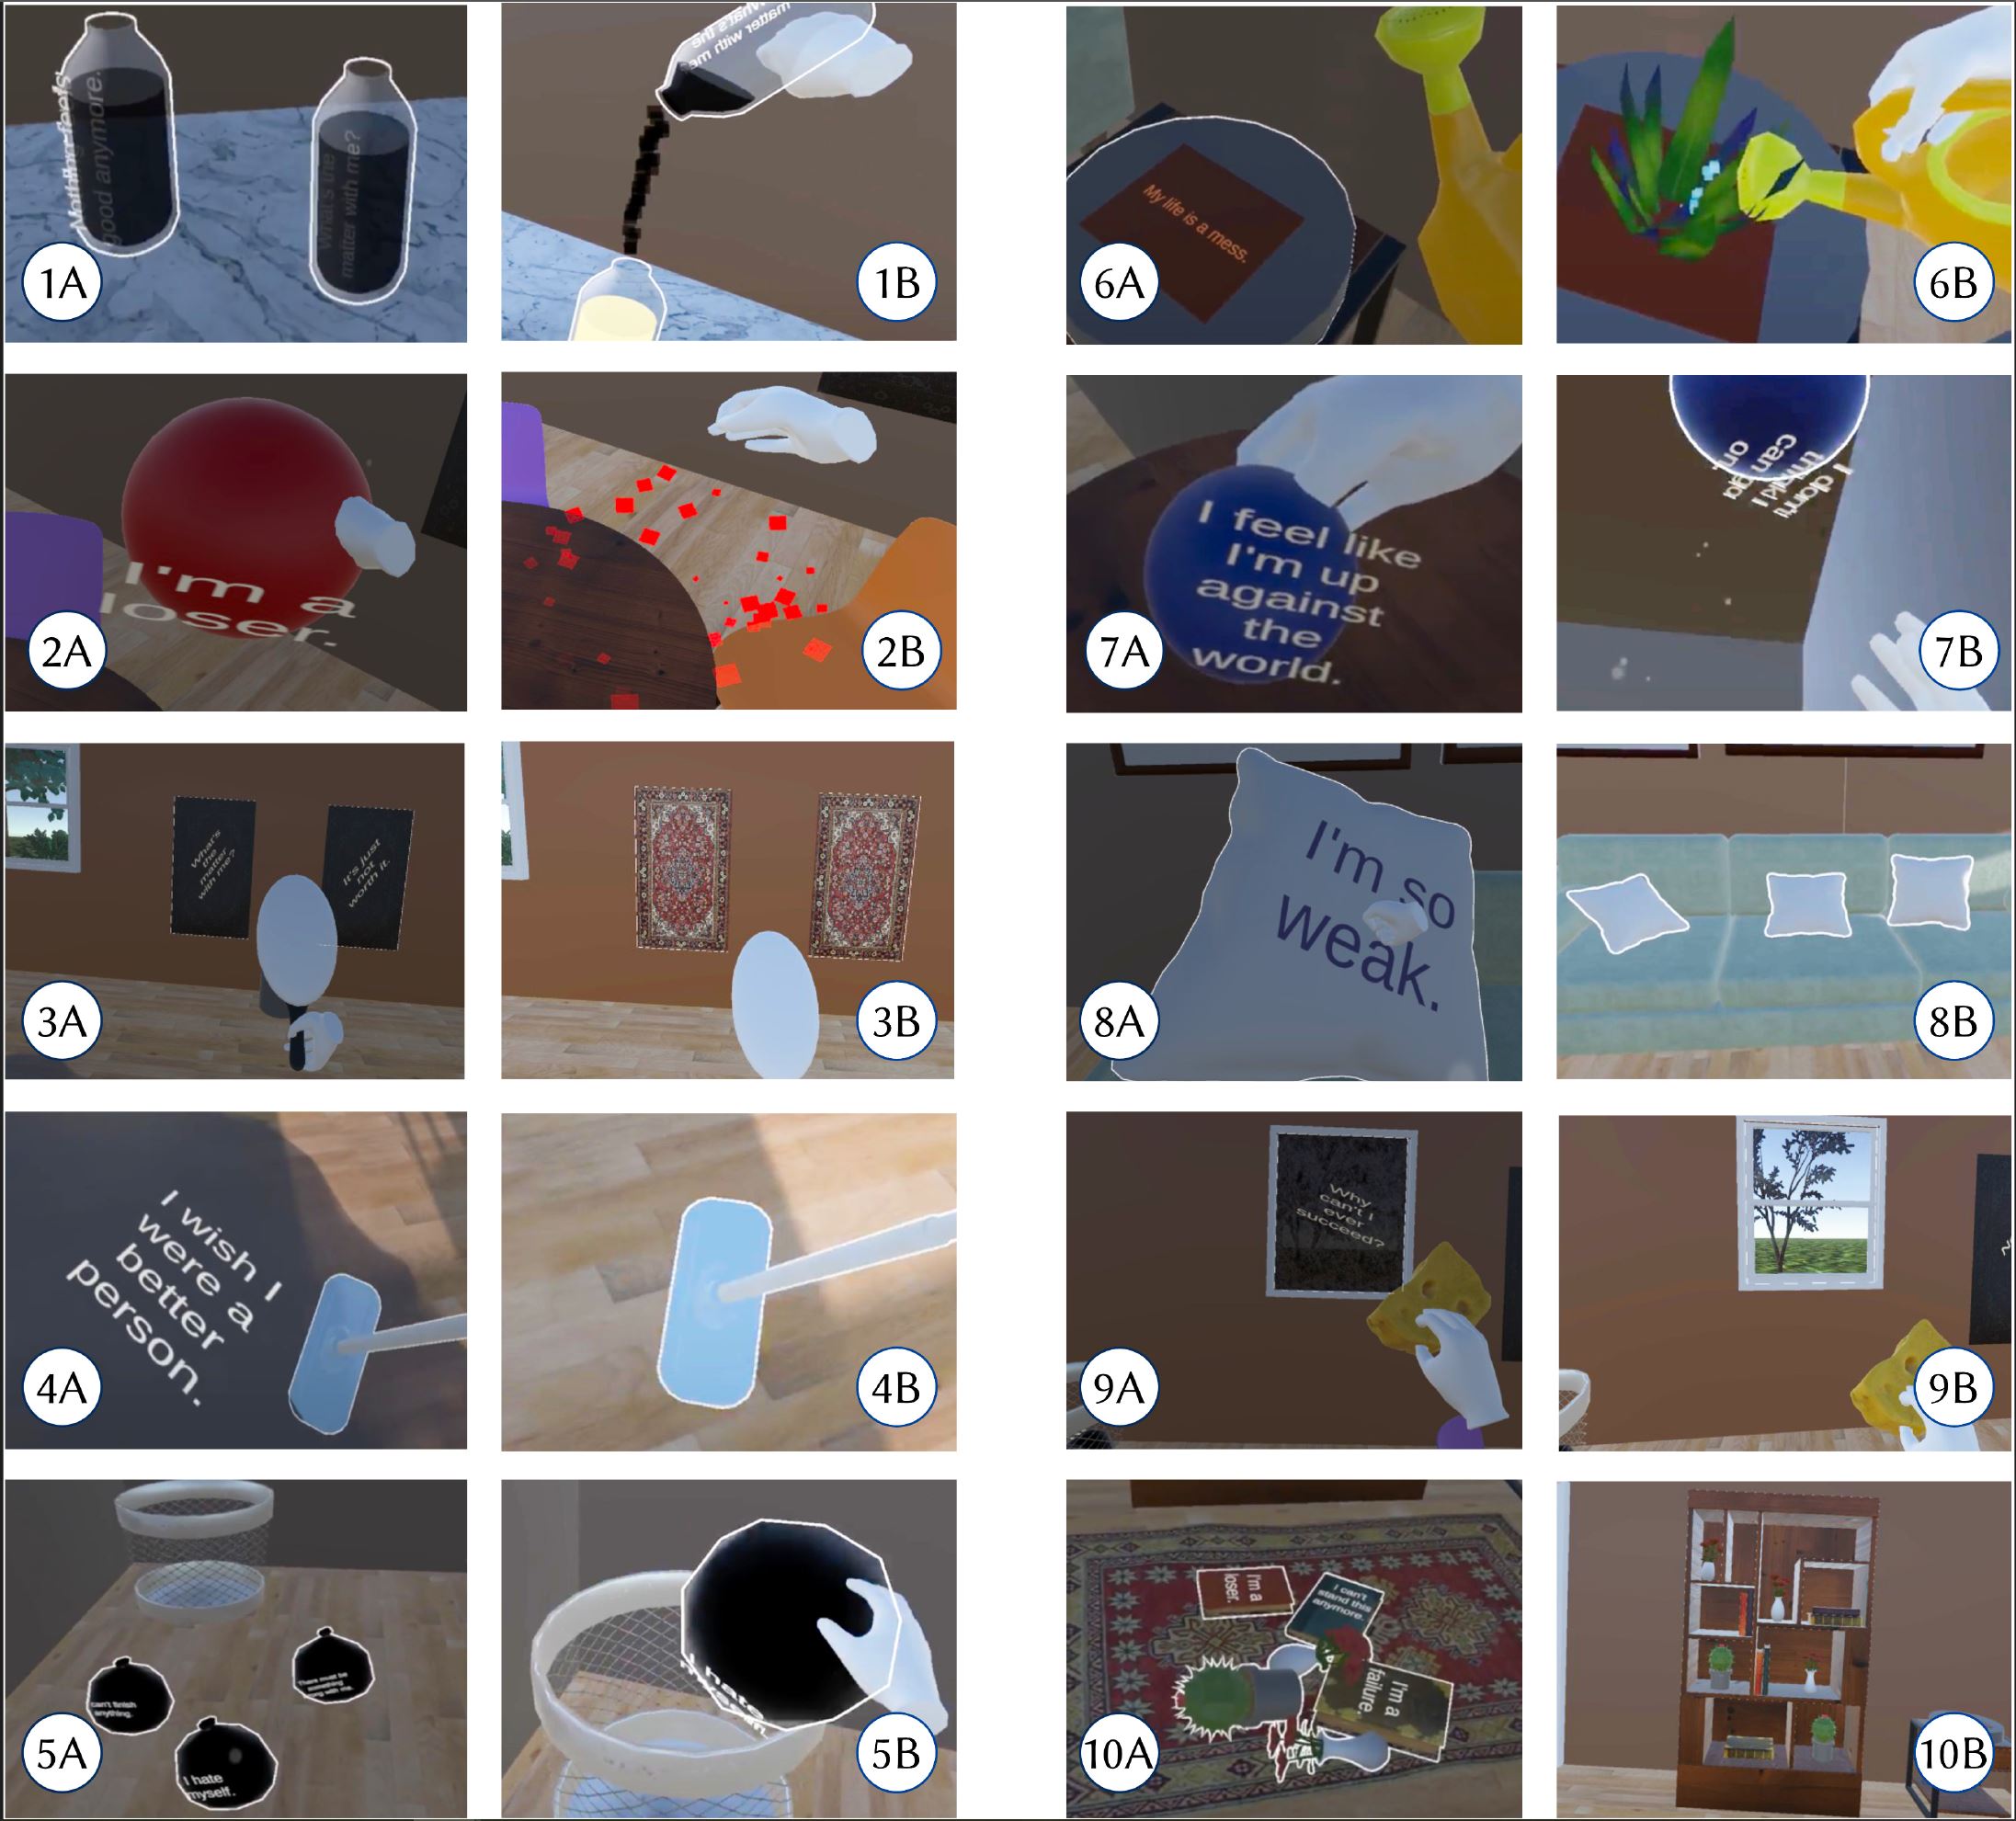 Nothing feels
good anymore.
What's the
matter with me?
1A
What's the
matter with
me
1B
My life is a mess.
6A
6B
I'm a
loser.
2A
2B
I feel like
I'm up
against
the
world.
7A
I don't
think I
can
go
on.
7B
What's
the
matter
with me?
It's just
not
worth it.
3A
3B
I'm so
weak.
8A
8B
I wish I
were a
better
person.
4A
4B
Why
can't I
ever
succeed?
9A
9B
can't finish
anything.
There must be
something
wrong with me.
I hate
myself.
5A
I hate
5B
I'm a
loser.
I can't
stand this
anymore.
I'm a
failure.
10A
10B